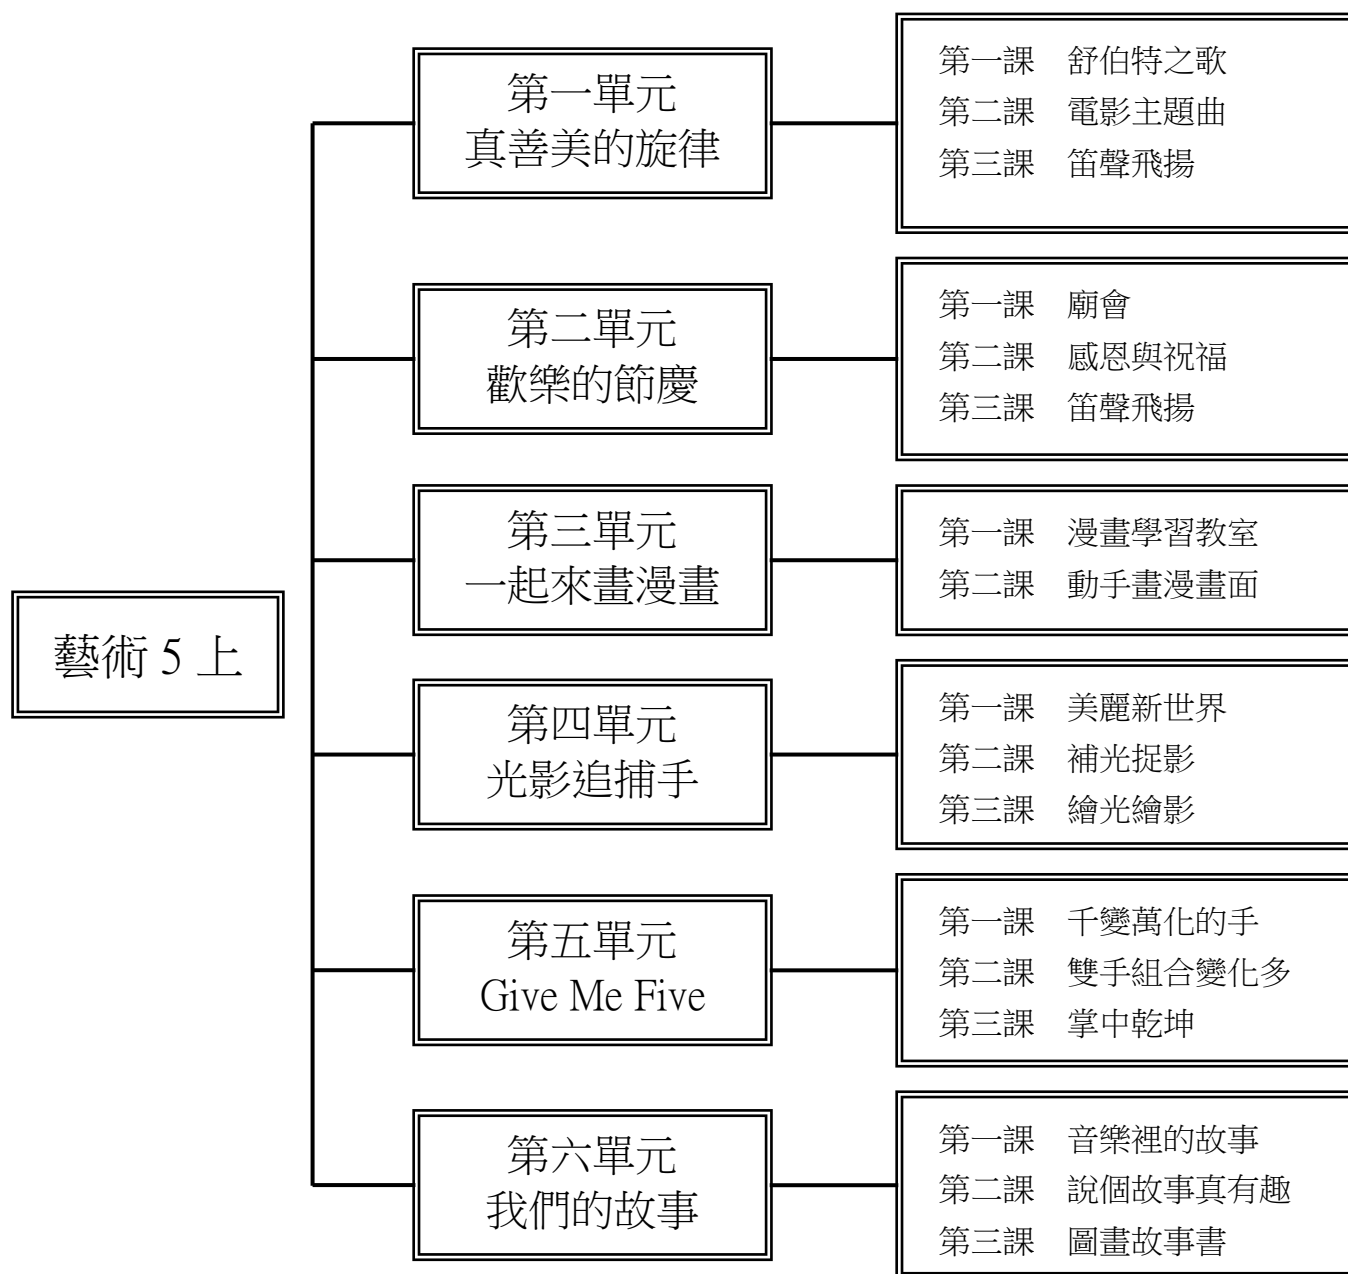 藝術 5 上
第一單元
真善美的旋律
第一課　舒伯特之歌
第二課　電影主題曲
第三課　笛聲飛揚
第二單元
歡樂的節慶
第一課　廟會
第二課　感恩與祝福
第三課　笛聲飛揚
第三單元
一起來畫漫畫
第一課　漫畫學習教室
第二課　動手畫漫畫面
第四單元
光影追捕手
第一課　美麗新世界
第二課　補光捉影
第三課　繪光繪影
第五單元
Give Me Five
第一課　千變萬化的手
第二課　雙手組合變化多
第三課　掌中乾坤
第六單元
我們的故事
第一課　音樂裡的故事
第二課　說個故事真有趣
第三課　圖畫故事書